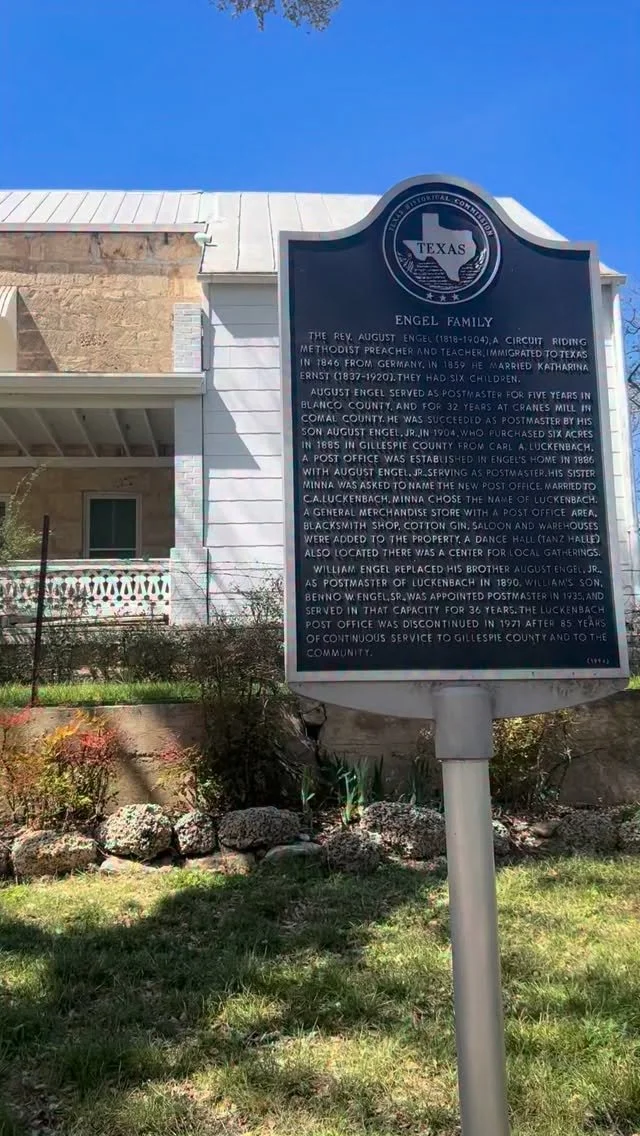 TEXAS HISTORICAL COMMISSION
TEXAS
ENGEL FAMILY
THE REV. AUGUST ENGEL (1818-1904), A CIRCUIT RIDING
METHODIST PREACHER AND TEACHER, IMMIGRATED TO TEXAS
IN 1846 FROM GERMANY. IN 1859 HE MARRIED KATHARINA
ERNST (1837-1920). THEY HAD SIX CHILDREN.
AUGUST ENGEL SERVED AS POSTMASTER FOR FIVE YEARS IN
BLANCO COUNTY, AND FOR 32 YEARS AT CRANES MILL IN
COMAL COUNTY. HE WAS SUCCEEDED AS POSTMASTER BY HIS
SON AUGUST ENGEL, JR., IN 1904, WHO PURCHASED SIX ACRES
IN 1885 IN GILLESPIE COUNTY FROM CARL A. LUCKENBACH.
A POST OFFICE WAS ESTABLISHED IN ENGEL'S HOME IN 1886,
WITH AUGUST ENGEL, JR., SERVING AS POSTMASTER. HIS SISTER
MINNA WAS ASKED TO NAME THE NEW POST OFFICE. MARRIED TO
C.A. LUCKENBACH, MINNA CHOSE THE NAME OF LUCKENBACH.
A GENERAL MERCHANDISE STORE WITH A POST OFFICE AREA,
BLACKSMITH SHOP, COTTON GIN, SALOON AND WAREHOUSES
WERE ADDED TO THE PROPERTY. A DANCE HALL (TANZ HALLE)
ALSO LOCATED THERE WAS A CENTER FOR LOCAL GATHERINGS.
WILLIAM ENGEL REPLACED HIS BROTHER AUGUST ENGEL, JR.,
AS POSTMASTER OF LUCKENBACH IN 1890. WILLIAM'S SON,
BENNO W. ENGEL, SR., WAS APPOINTED POSTMASTER IN 1935, AND
SERVED IN THAT CAPACITY FOR 36 YEARS. THE LUCKENBACH
POST OFFICE WAS DISCONTINUED IN 1971 AFTER 85 YEARS
OF CONTINUOUS SERVICE TO GILLESPIE COUNTY AND TO THE
COMMUNITY.